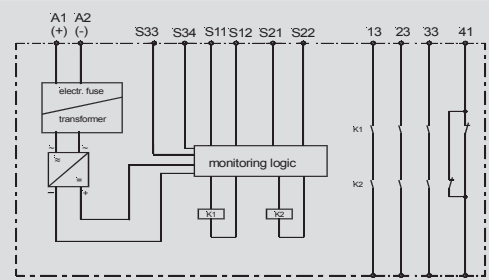 A1 A2 S33 S34 S11 S12 S21 S22 13 23 33 41
(+) (-)
electr. fuse
transformer
K1
~ ~
≈
monitoring logic
=
K2
− +
K1 K2